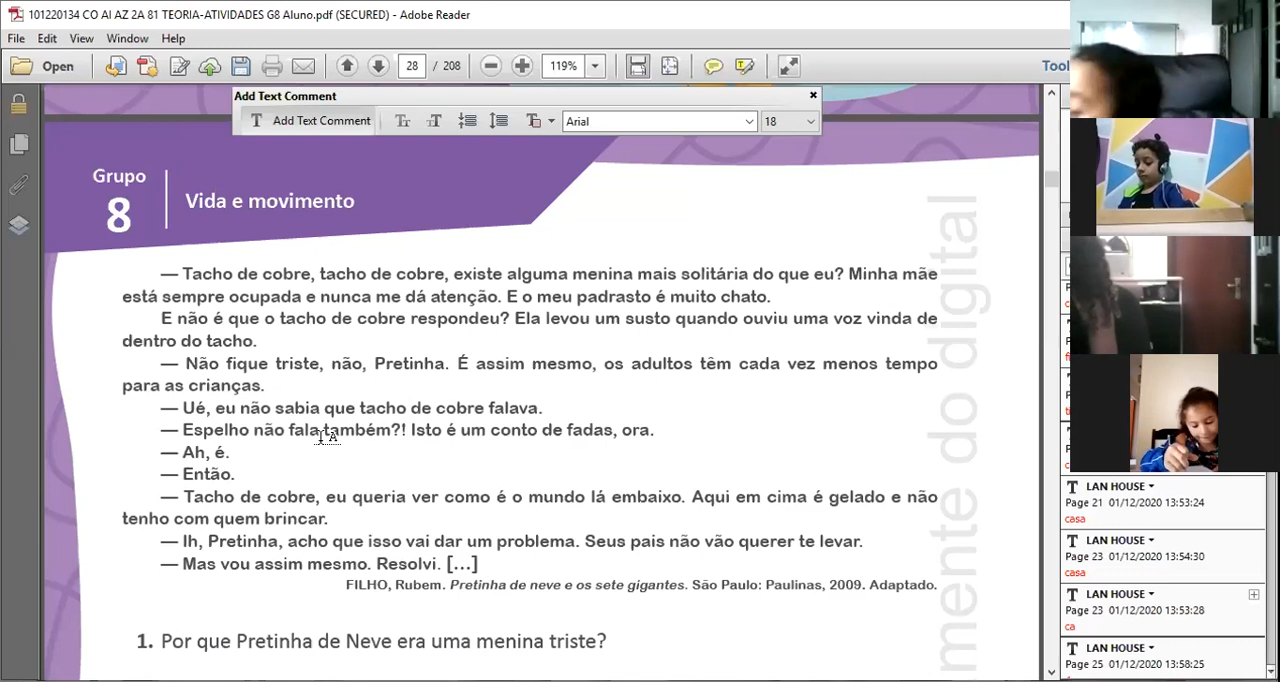 101220134 CO AI AZ 2A 81 TEORIA-ATIVIDADES G8 Aluno.pdf (SECURED) - Adobe Reader
File Edit View Window Help
Open 28 / 208 119% Tool
Add Text Comment x
T Add Text Comment Arial 18
Grupo
8
Vida e movimento
— Tacho de cobre, tacho de cobre, existe alguma menina mais solitária do que eu? Minha mãe
está sempre ocupada e nunca me dá atenção. E o meu padrasto é muito chato.
E não é que o tacho de cobre respondeu? Ela levou um susto quando ouviu uma voz vinda de
dentro do tacho.
— Não fique triste, não, Pretinha. É assim mesmo, os adultos têm cada vez menos tempo
para as crianças.
— Ué, eu não sabia que tacho de cobre falava.
— Espelho não fala também?! Isto é um conto de fadas, ora.
— Ah, é.
— Então.
— Tacho de cobre, eu queria ver como é o mundo lá embaixo. Aqui em cima é gelado e não
tenho com quem brincar.
— Ih, Pretinha, acho que isso vai dar um problema. Seus pais não vão querer te levar.
— Mas vou assim mesmo. Resolvi. [...]
FILHO, Rubem. Pretinha de neve e os sete gigantes. São Paulo: Paulinas, 2009. Adaptado.
1. Por que Pretinha de Neve era uma menina triste?
mente do digital
T LAN HOUSE
Page 21 01/12/2020 13:53:24
casa
T LAN HOUSE
Page 23 01/12/2020 13:54:30
casa
T LAN HOUSE
Page 23 01/12/2020 13:53:28
ca
T LAN HOUSE
Page 25 01/12/2020 13:58:25